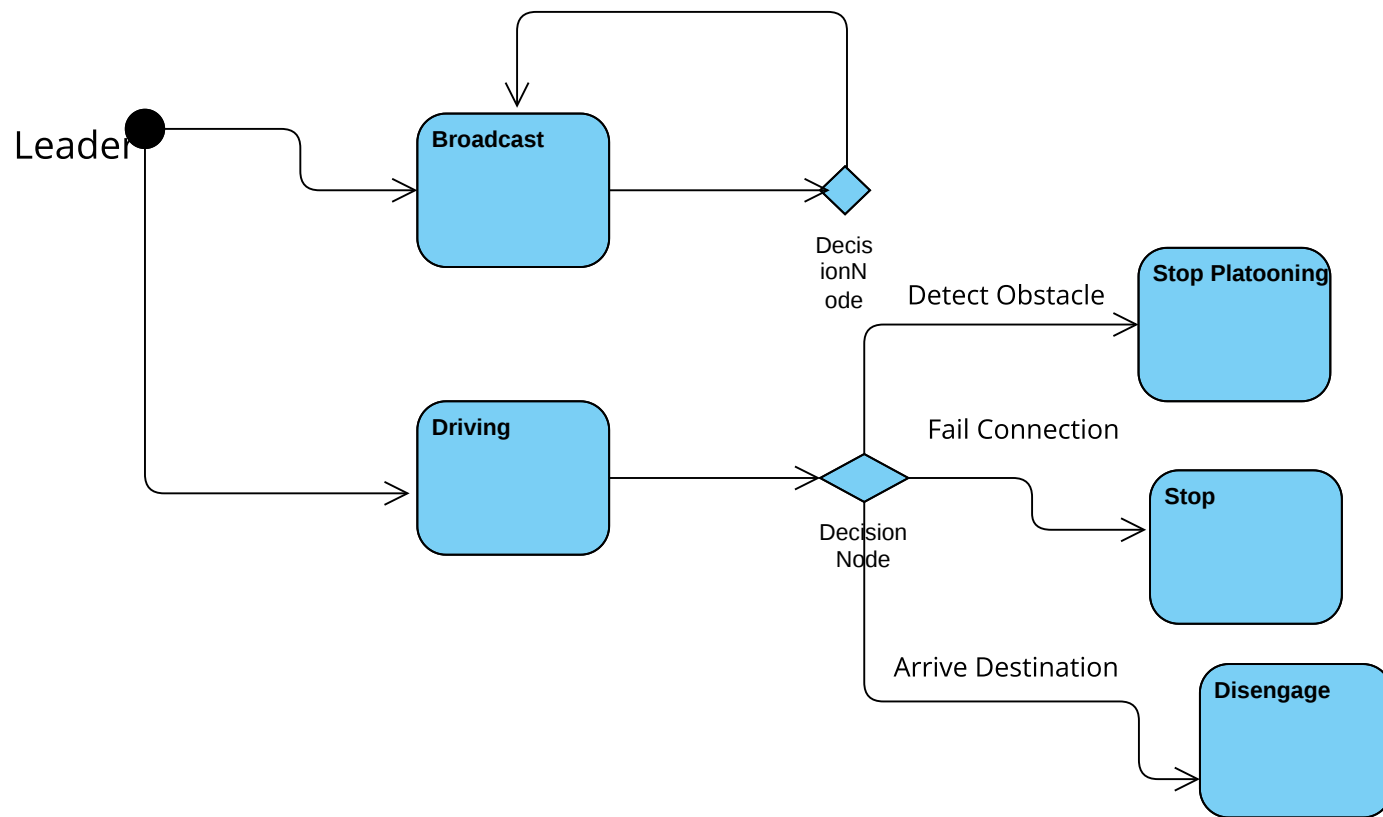 Leader
Broadcast
Decis
ionN
ode
Detect Obstacle
Stop Platooning
Driving
Fail Connection
Decision
Node
Stop
Arrive Destination
Disengage